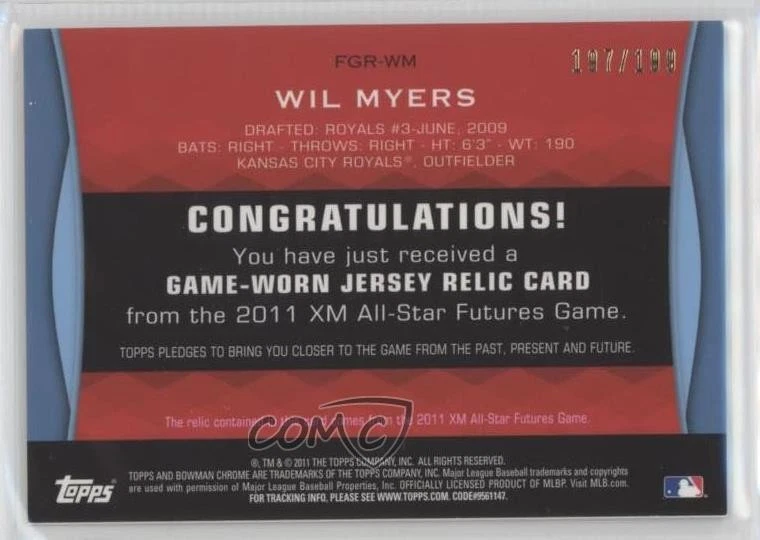 FGR-WM
197/199
WIL MYERS
DRAFTED: ROYALS #3-JUNE, 2009
BATS: RIGHT - THROWS: RIGHT - HT: 6'3" - WT: 190
KANSAS CITY ROYALS®, OUTFIELDER
CONGRATULATIONS!
You have just received a
GAME-WORN JERSEY RELIC CARD
from the 2011 XM All-Star Futures Game.
TOPPS PLEDGES TO BRING YOU CLOSER TO THE GAME FROM THE PAST, PRESENT AND FUTURE.
The relic contained in this card comes from the 2011 XM All-Star Futures Game.
COMC
®, TM & © 2011 THE TOPPS COMPANY, INC. ALL RIGHTS RESERVED.
TOPPS AND BOWMAN CHROME ARE TRADEMARKS OF THE TOPPS COMPANY, INC. Major League Baseball trademarks and copyrights
are used with permission of Major League Baseball Properties, Inc. OFFICIALLY LICENSED PRODUCT OF MLBP. Visit MLB.com.
FOR TRACKING INFO, PLEASE SEE WWW.TOPPS.COM. CODE#9561147.
topps®